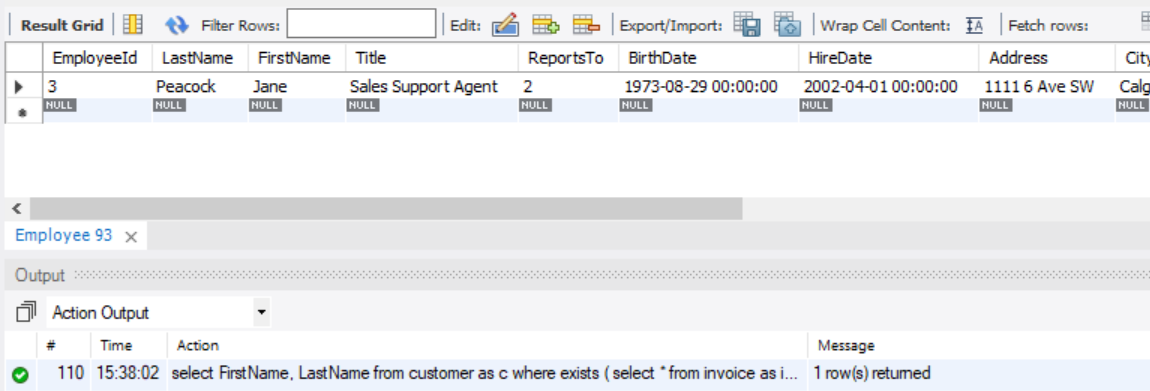 Result Grid Filter Rows: Edit: Export/Import: Wrap Cell Content: Fetch rows:
EmployeeId LastName FirstName Title ReportsTo BirthDate HireDate Address City
3 Peacock Jane Sales Support Agent 2 1973-08-29 00:00:00 2002-04-01 00:00:00 1111 6 Ave SW Calg
NULL NULL NULL NULL NULL NULL NULL NULL NULL
Employee 93
Output
Action Output
# Time Action Message
110 15:38:02 select FirstName, LastName from customer as c where exists ( select * from invoice as i... 1 row(s) returned